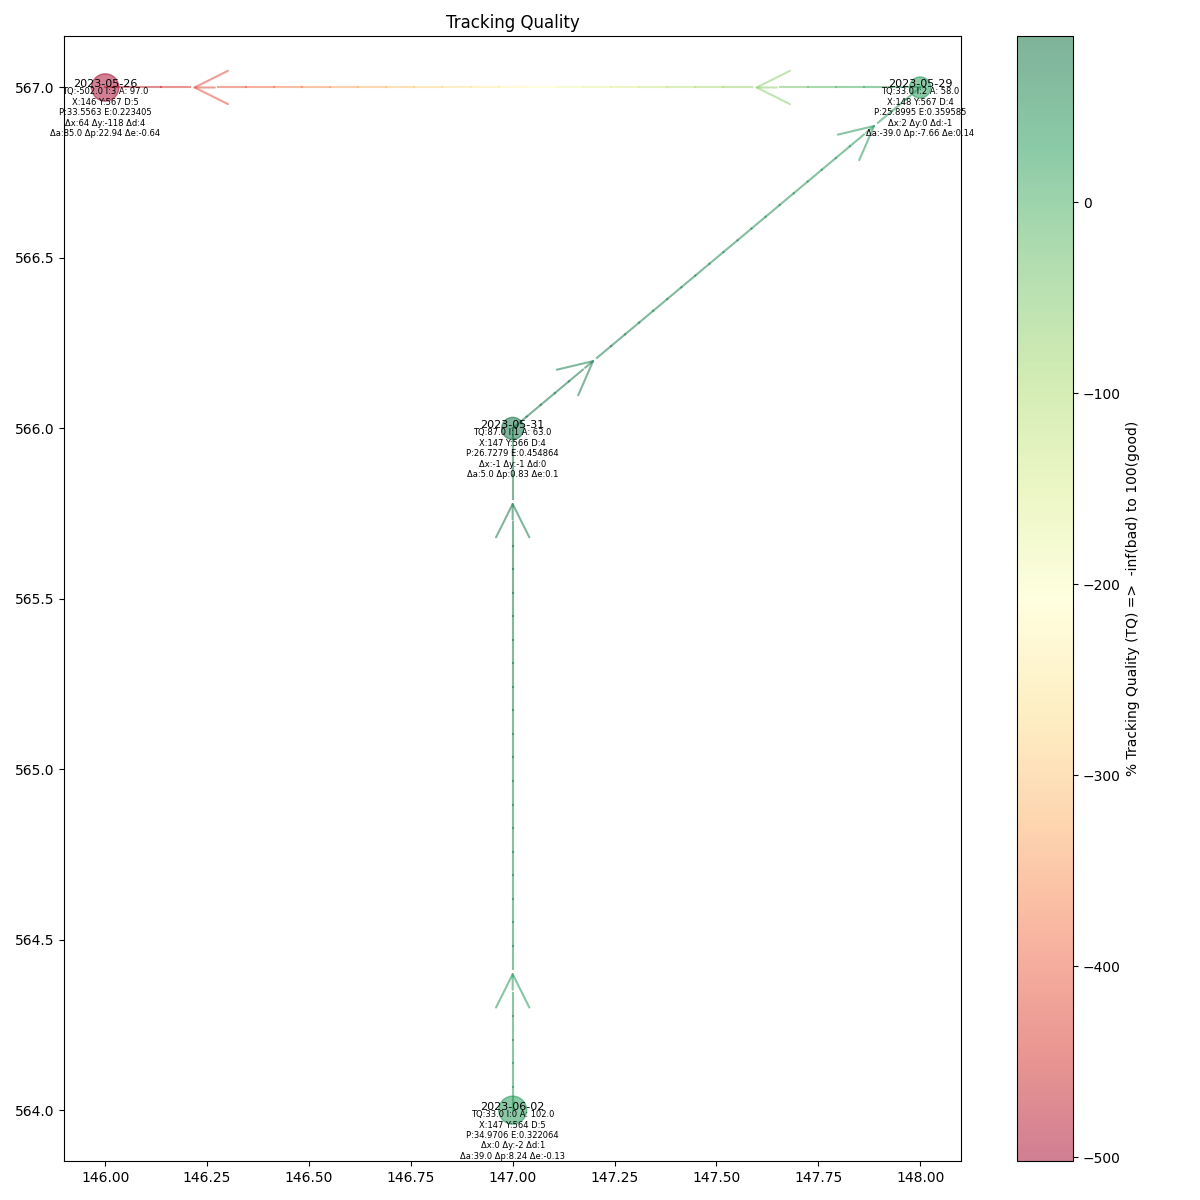 Tracking Quality
567.0
566.5
566.0
565.5
565.0
564.5
564.0
2023-05-26
TQ:-502.0 I:3 A: 97.0
X:146 Y:567 D:5
P:33.5563 E:0.223405
Δx:64 Δy:-118 Δd:4
Δa:85.0 Δp:22.94 Δe:-0.64
2023-05-29
TQ:33.0 I:2 A: 58.0
X:148 Y:567 D:4
P:25.8995 E:0.359585
Δx:2 Δy:0 Δd:-1
Δa:-39.0 Δp:-7.66 Δe:0.14
2023-05-31
TQ:87.0 I:1 A: 63.0
X:147 Y:566 D:4
P:26.7279 E:0.454864
Δx:-1 Δy:-1 Δd:0
Δa:5.0 Δp:0.83 Δe:0.1
2023-06-02
TQ:33.0 I:0 A: 102.0
X:147 Y:564 D:5
P:34.9706 E:0.322064
Δx:0 Δy:-2 Δd:1
Δa:39.0 Δp:8.24 Δe:-0.13
146.00 146.25 146.50 146.75 147.00 147.25 147.50 147.75 148.00
0
−100
−200
−300
−400
−500
% Tracking Quality (TQ) => -inf(bad) to 100(good)